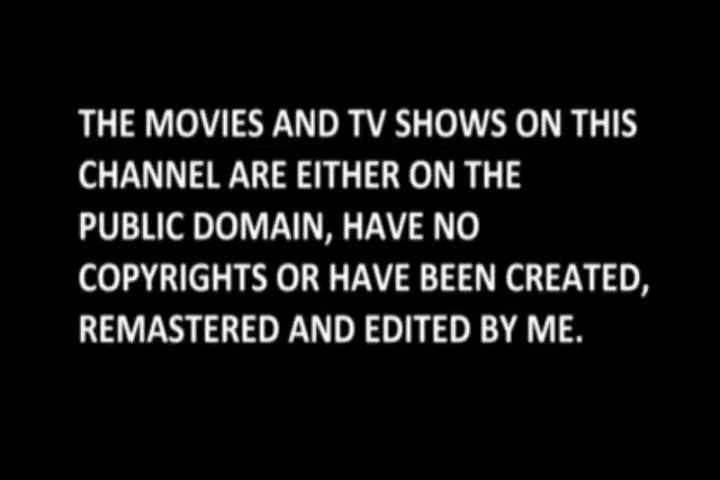 THE MOVIES AND TV SHOWS ON THIS
CHANNEL ARE EITHER ON THE
PUBLIC DOMAIN, HAVE NO
COPYRIGHTS OR HAVE BEEN CREATED,
REMASTERED AND EDITED BY ME.